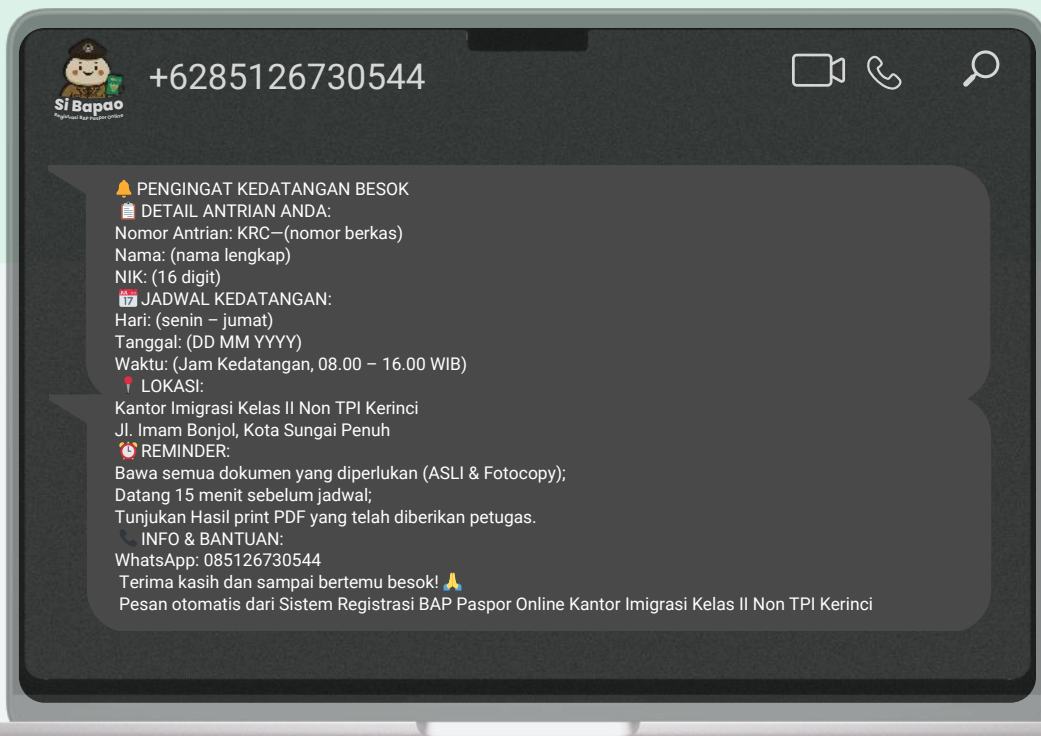 Si Bapao
Registrasi BAP Paspor Online
+6285126730544
🔔 PENGINGAT KEDATANGAN BESOK
📋 DETAIL ANTRIAN ANDA:
Nomor Antrian: KRC—(nomor berkas)
Nama: (nama lengkap)
NIK: (16 digit)
📅 JADWAL KEDATANGAN:
Hari: (senin – jumat)
Tanggal: (DD MM YYYY)
Waktu: (Jam Kedatangan, 08.00 – 16.00 WIB)
📍 LOKASI:
Kantor Imigrasi Kelas II Non TPI Kerinci
Jl. Imam Bonjol, Kota Sungai Penuh
⏰ REMINDER:
Bawa semua dokumen yang diperlukan (ASLI & Fotocopy);
Datang 15 menit sebelum jadwal;
Tunjukan Hasil print PDF yang telah diberikan petugas.
📞 INFO & BANTUAN:
WhatsApp: 085126730544
Terima kasih dan sampai bertemu besok! 🙏
Pesan otomatis dari Sistem Registrasi BAP Paspor Online Kantor Imigrasi Kelas II Non TPI Kerinci